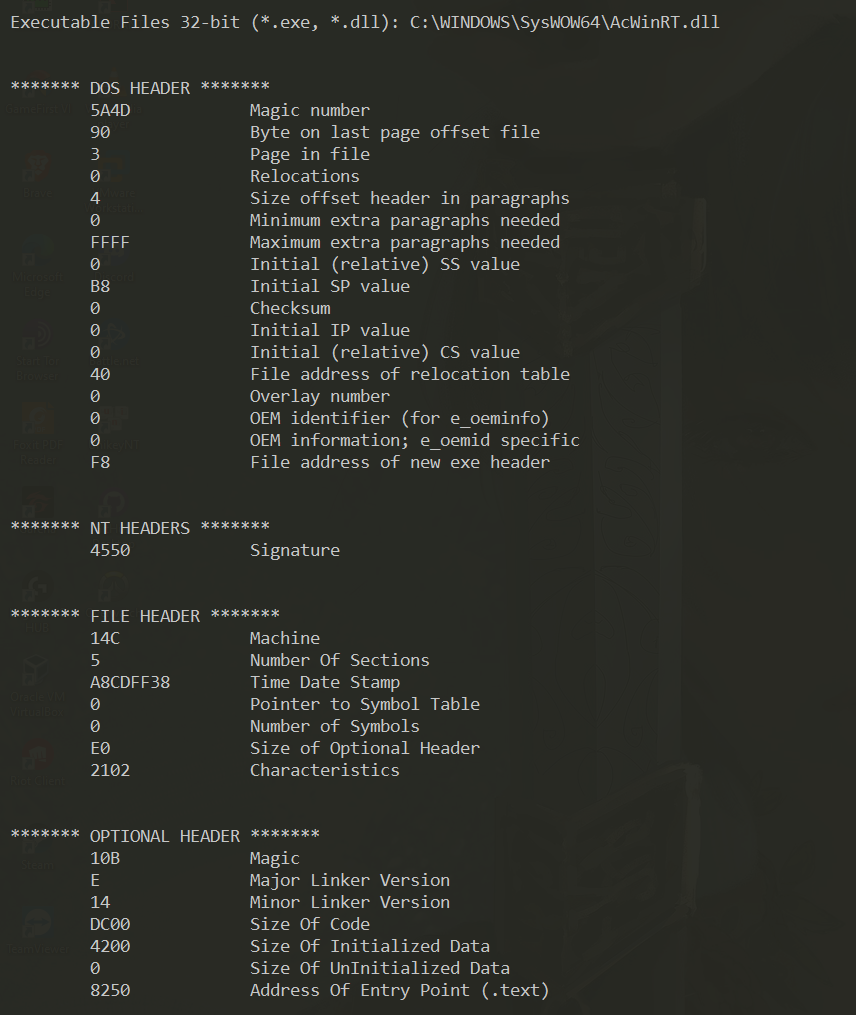 Executable Files 32-bit (*.exe, *.dll): C:\WINDOWS\SysWOW64\AcWinRT.dll
******* DOS HEADER *******
5A4D Magic number
90 Byte on last page offset file
3 Page in file
0 Relocations
4 Size offset header in paragraphs
0 Minimum extra paragraphs needed
FFFF Maximum extra paragraphs needed
0 Initial (relative) SS value
B8 Initial SP value
0 Checksum
0 Initial IP value
0 Initial (relative) CS value
40 File address of relocation table
0 Overlay number
0 OEM identifier (for e_oeminfo)
0 OEM information; e_oemid specific
F8 File address of new exe header
******* NT HEADERS *******
4550 Signature
******* FILE HEADER *******
14C Machine
5 Number Of Sections
A8CDFF38 Time Date Stamp
0 Pointer to Symbol Table
0 Number of Symbols
E0 Size of Optional Header
2102 Characteristics
******* OPTIONAL HEADER *******
10B Magic
E Major Linker Version
14 Minor Linker Version
DC00 Size Of Code
4200 Size Of Initialized Data
0 Size Of UnInitialized Data
8250 Address Of Entry Point (.text)